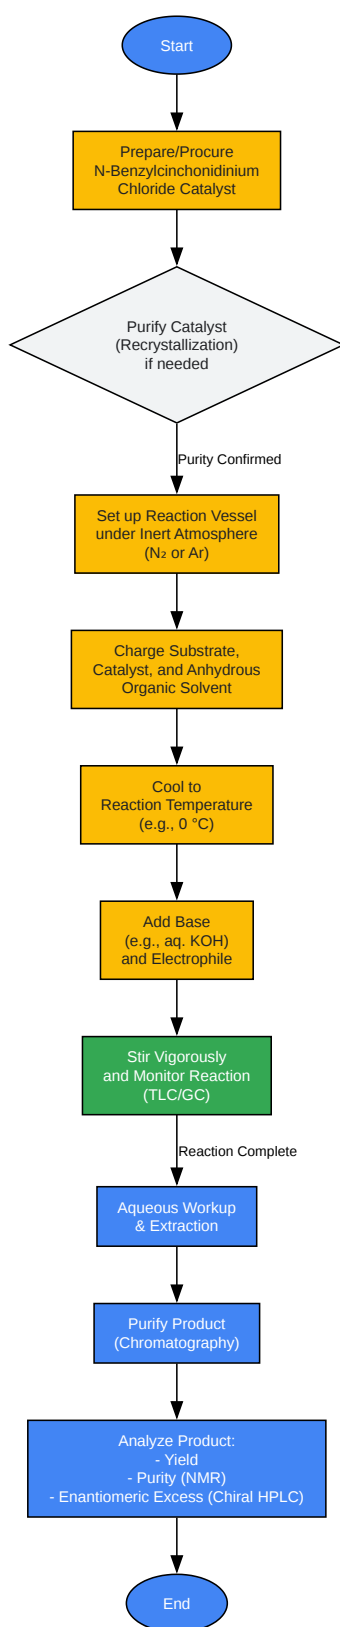 Start
Prepare/Procure
N-Benzylcinchonidinium
Chloride Catalyst
Purify Catalyst
(Recrystallization)
if needed
Purity Confirmed
Set up Reaction Vessel
under Inert Atmosphere
(N₂ or Ar)
Charge Substrate,
Catalyst, and Anhydrous
Organic Solvent
Cool to
Reaction Temperature
(e.g., 0 °C)
Add Base
(e.g., aq. KOH)
and Electrophile
Stir Vigorously
and Monitor Reaction
(TLC/GC)
Reaction Complete
Aqueous Workup
& Extraction
Purify Product
(Chromatography)
Analyze Product:
- Yield
- Purity (NMR)
- Enantiomeric Excess (Chiral HPLC)
End